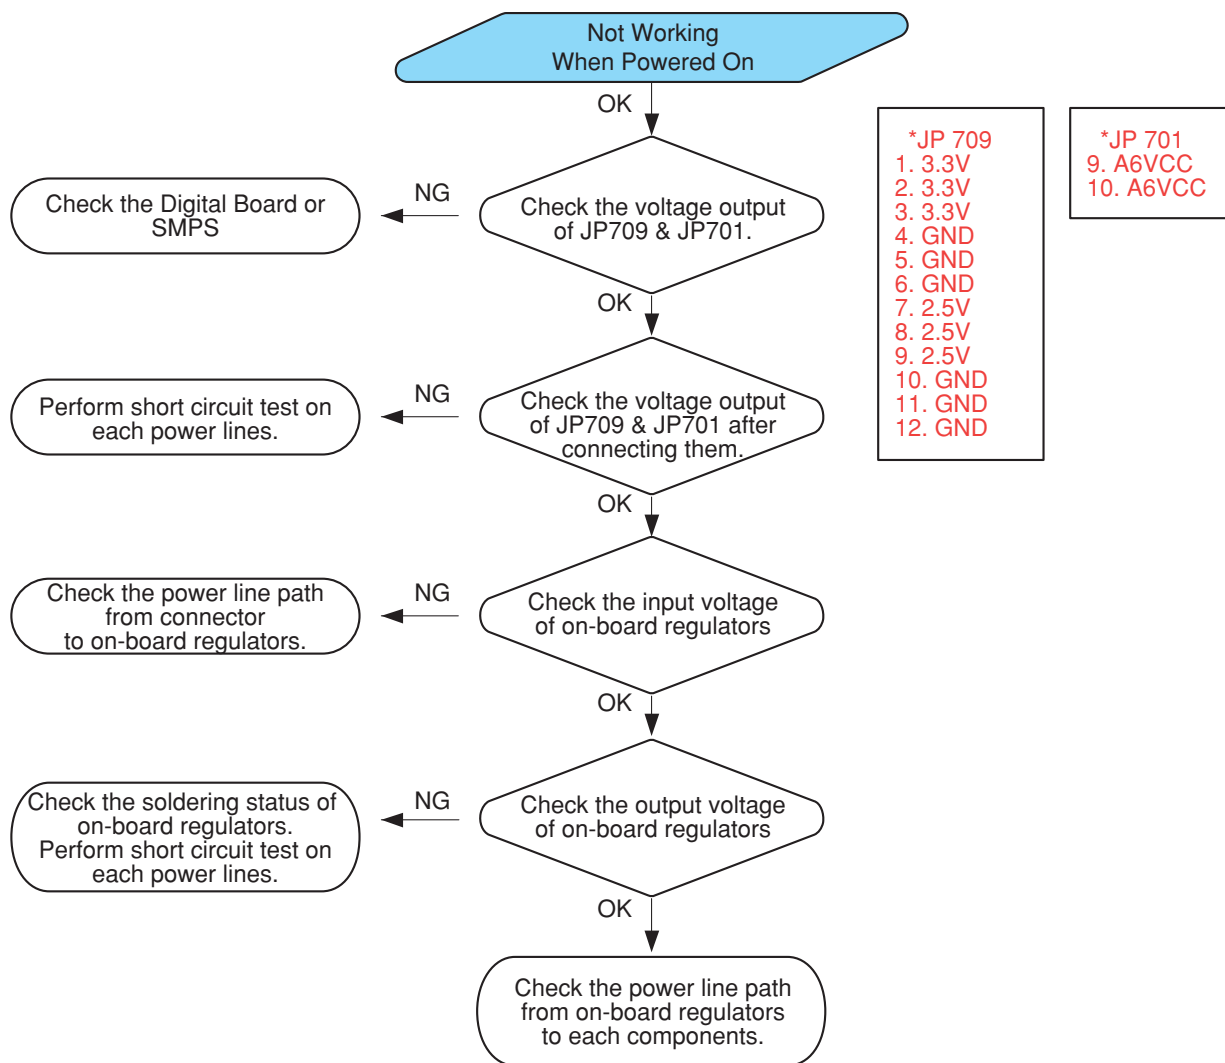 Not Working
When Powered On
OK
Check the voltage output
of JP709 & JP701.
NG
Check the Digital Board or
SMPS
OK
Check the voltage output
of JP709 & JP701 after
connecting them.
NG
Perform short circuit test on
each power lines.
OK
Check the input voltage
of on-board regulators
NG
Check the power line path
from connector
to on-board regulators.
OK
Check the output voltage
of on-board regulators
NG
Check the soldering status of
on-board regulators.
Perform short circuit test on
each power lines.
OK
Check the power line path
from on-board regulators
to each components.
*JP 709
1. 3.3V
2. 3.3V
3. 3.3V
4. GND
5. GND
6. GND
7. 2.5V
8. 2.5V
9. 2.5V
10. GND
11. GND
12. GND
*JP 701
9. A6VCC
10. A6VCC